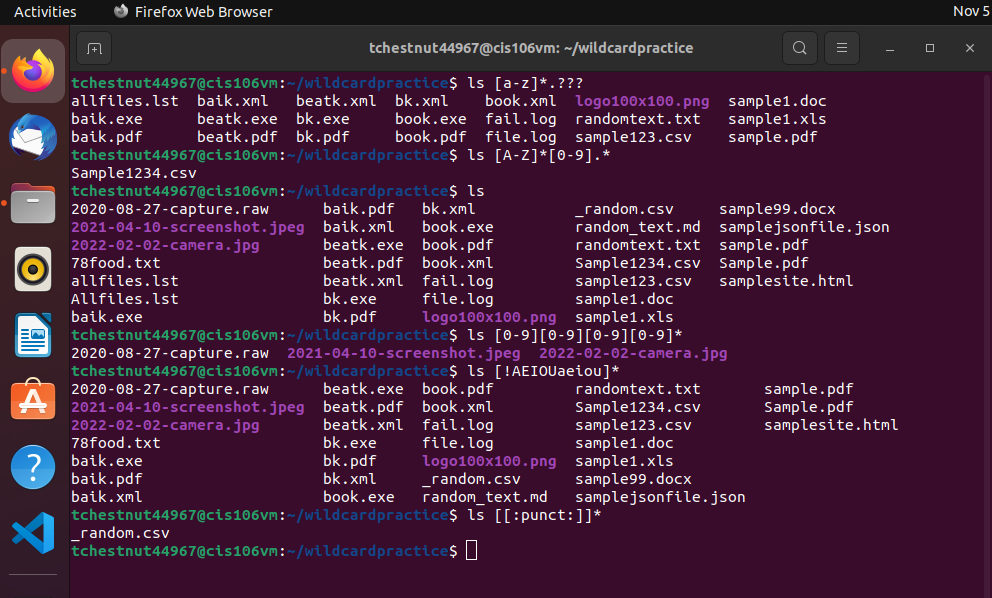 Activities Firefox Web Browser Nov 5
tchestnut44967@cis106vm: ~/wildcardpractice
tchestnut44967@cis106vm:~/wildcardpractice$ ls [a-z]*.???
allfiles.lst baik.xml beatk.xml bk.xml book.xml logo100x100.png sample1.doc
baik.exe beatk.exe bk.exe book.exe fail.log randomtext.txt sample1.xls
baik.pdf beatk.pdf bk.pdf book.pdf file.log sample123.csv sample.pdf
tchestnut44967@cis106vm:~/wildcardpractice$ ls [A-Z]*[0-9].*
Sample1234.csv
tchestnut44967@cis106vm:~/wildcardpractice$ ls
2020-08-27-capture.raw baik.pdf bk.xml _random.csv sample99.docx
2021-04-10-screenshot.jpeg baik.xml book.exe random_text.md samplejsonfile.json
2022-02-02-camera.jpg beatk.exe book.pdf randomtext.txt sample.pdf
78food.txt beatk.pdf book.xml Sample1234.csv Sample.pdf
allfiles.lst beatk.xml fail.log sample123.csv samplesite.html
Allfiles.lst bk.exe file.log sample1.doc
baik.exe bk.pdf logo100x100.png sample1.xls
tchestnut44967@cis106vm:~/wildcardpractice$ ls [0-9][0-9][0-9][0-9]*
2020-08-27-capture.raw 2021-04-10-screenshot.jpeg 2022-02-02-camera.jpg
tchestnut44967@cis106vm:~/wildcardpractice$ ls [!AEIOUaeiou]*
2020-08-27-capture.raw beatk.exe book.pdf randomtext.txt sample.pdf
2021-04-10-screenshot.jpeg beatk.pdf book.xml Sample1234.csv Sample.pdf
2022-02-02-camera.jpg beatk.xml fail.log sample123.csv samplesite.html
78food.txt bk.exe file.log sample1.doc
baik.exe bk.pdf logo100x100.png sample1.xls
baik.pdf bk.xml _random.csv sample99.docx
baik.xml book.exe random_text.md samplejsonfile.json
tchestnut44967@cis106vm:~/wildcardpractice$ ls [[:punct:]]*
_random.csv
tchestnut44967@cis106vm:~/wildcardpractice$